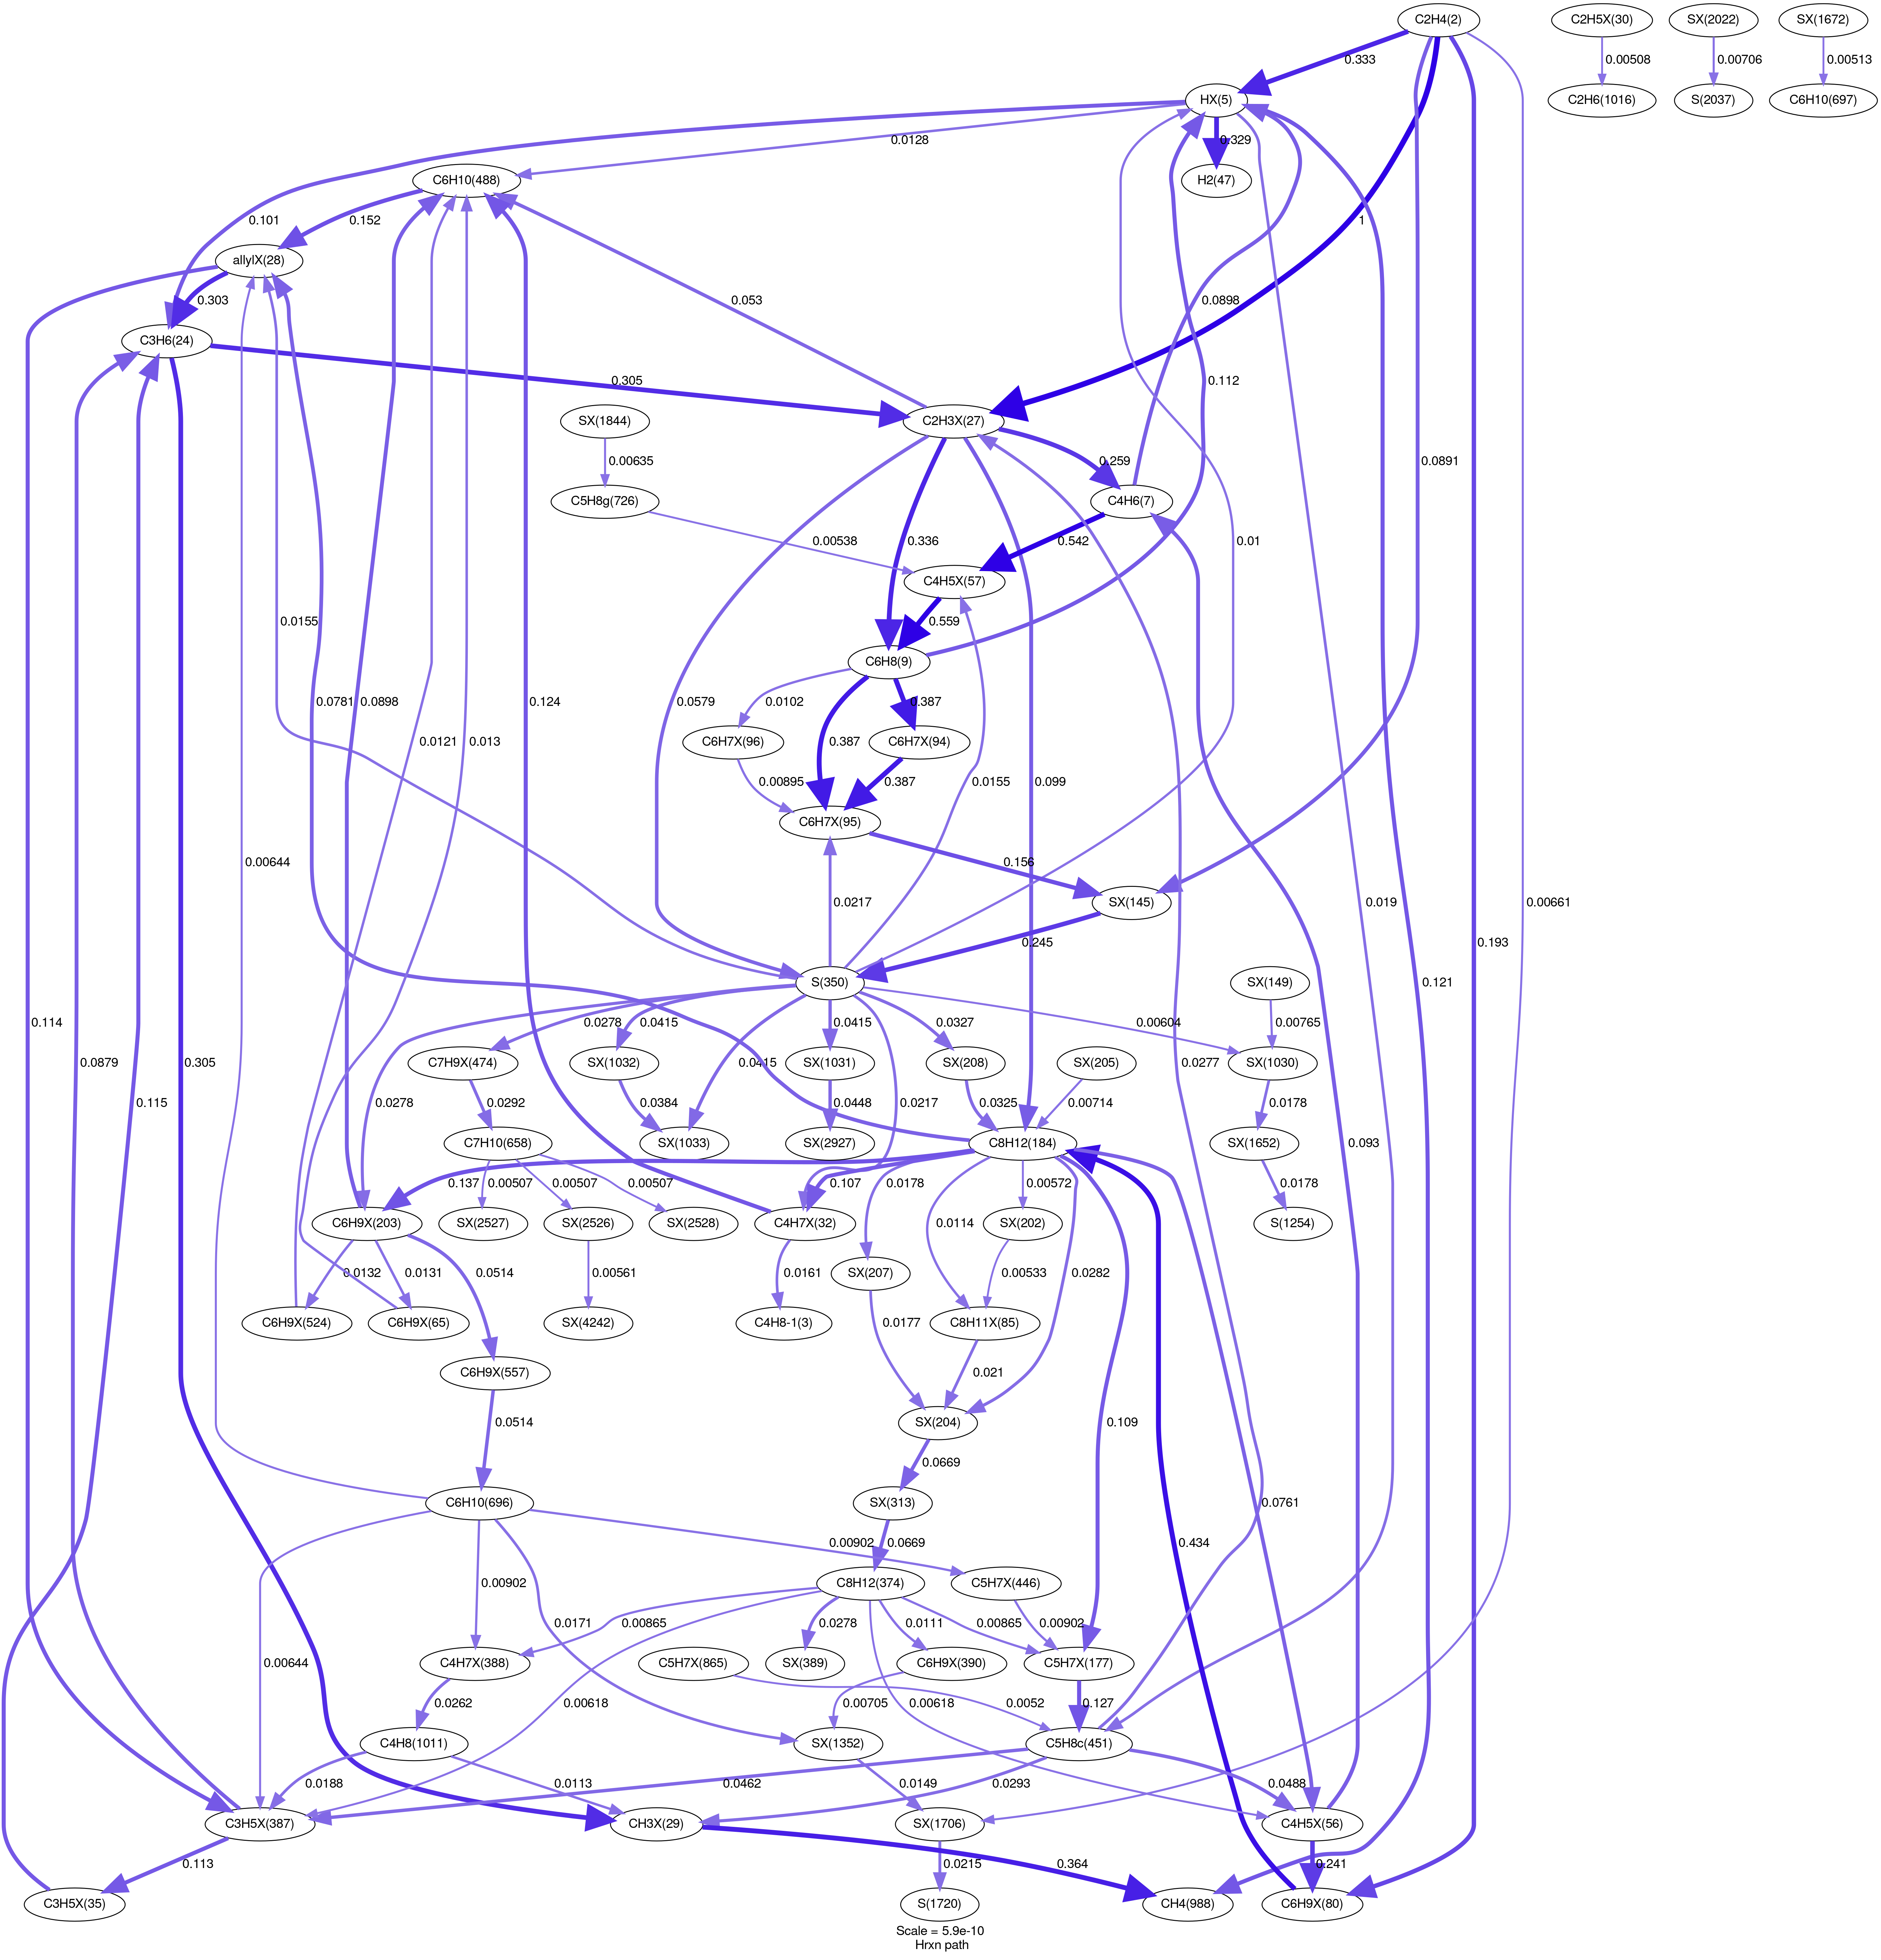 C2H4(2)
C2H5X(30)
SX(2022)
SX(1672)
0.333
0.00508
0.00706
0.00513
HX(5)
C2H6(1016)
S(2037)
C6H10(697)
0.0128
0.329
C6H10(488)
H2(47)
0.101
0.152
1
allylX(28)
0.303
0.053
0.0898
C3H6(24)
0.305
0.112
SX(1844)
C2H3X(27)
0.00635
0.259
0.0891
C5H8g(726)
C4H6(7)
0.00538
0.336
0.542
0.01
C4H5X(57)
0.0155
0.559
C6H8(9)
0.0781
0.0898
0.124
0.0579
0.0102
0.387
0.00661
0.0121
0.013
C6H7X(96)
C6H7X(94)
0.193
0.00895
0.387
0.387
0.0155
0.099
C6H7X(95)
0.00644
0.156
0.019
0.0217
SX(145)
0.245
S(350)
SX(149)
0.121
0.114
0.0879
0.305
0.0278
0.0415
0.0415
0.0327
0.00604
0.0277
0.00765
C7H9X(474)
SX(1032)
SX(1031)
SX(208)
SX(205)
SX(1030)
0.115
0.0278
0.0292
0.0384
0.0415
0.0448
0.0217
0.0325
0.00714
0.0178
0.093
C7H10(658)
SX(1033)
SX(2927)
C8H12(184)
SX(1652)
0.137
0.00507
0.00507
0.00507
0.107
0.0178
0.00572
0.0178
C6H9X(203)
SX(2527)
SX(2526)
SX(2528)
C4H7X(32)
SX(202)
S(1254)
0.0132
0.0131
0.0514
0.00561
0.0161
SX(207)
0.0114
0.00533
0.0282
C6H9X(524)
C6H9X(65)
SX(4242)
C4H8-1(3)
C8H11X(85)
0.0177
0.021
C6H9X(557)
0.0514
SX(204)
0.109
0.0669
C6H10(696)
SX(313)
0.0761
0.00902
0.0669
0.434
0.00902
0.0171
C8H12(374)
C5H7X(446)
0.00865
0.0278
0.0111
0.00865
0.00902
0.00644
C4H7X(388)
C5H7X(865)
SX(389)
C6H9X(390)
C5H7X(177)
0.0262
0.00618
0.00705
0.00618
0.0052
0.127
C4H8(1011)
SX(1352)
C5H8c(451)
0.0188
0.0113
0.0462
0.0149
0.0293
0.0488
C3H5X(387)
CH3X(29)
SX(1706)
C4H5X(56)
0.113
0.0215
0.364
0.241
C3H5X(35)
S(1720)
CH4(988)
C6H9X(80)
Scale = 5.9e-10
Hrxn path